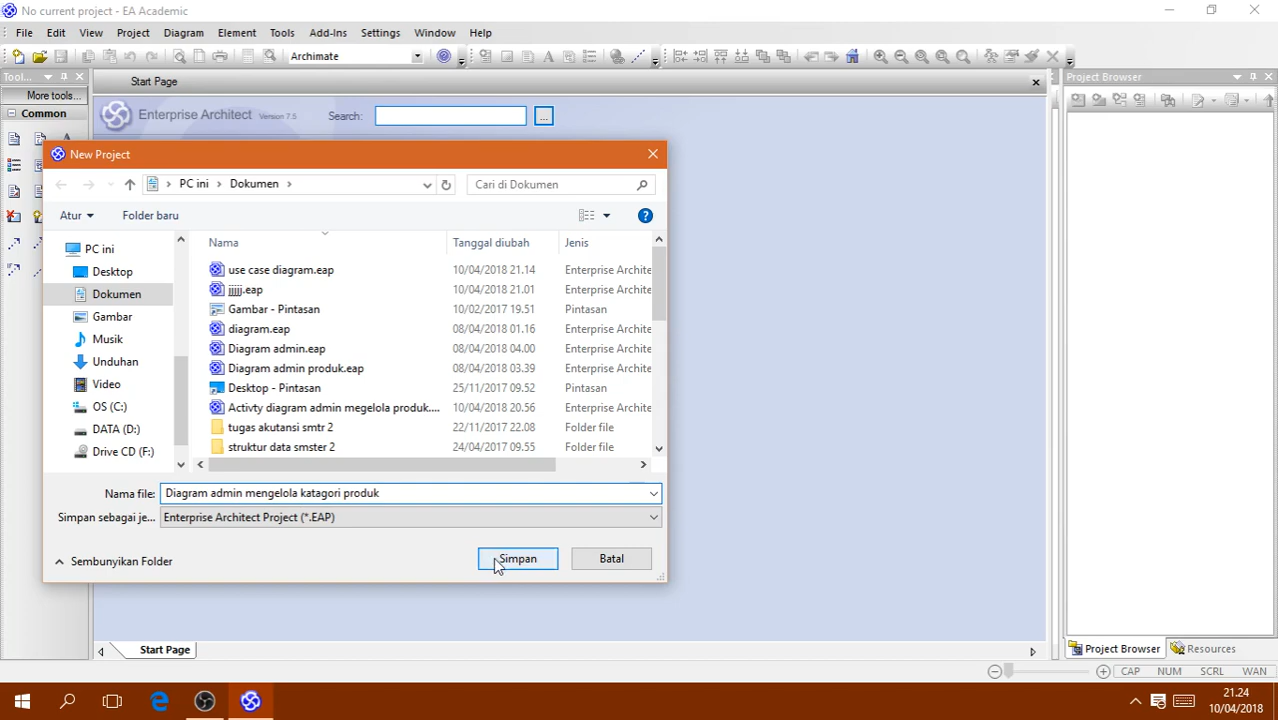 No current project - EA Academic
File Edit View Project Diagram Element Tools Add-Ins Settings Window Help
Archimate
Tool...
Start Page
Project Browser
More tools...
Common
Enterprise Architect Version 7.5 Search: ...
New Project
PC ini Dokumen
Cari di Dokumen
Atur Folder baru
Nama Tanggal diubah Jenis
PC ini
Desktop
Dokumen
Gambar
Musik
Unduhan
Video
OS (C:)
DATA (D:)
Drive CD (F:)
use case diagram.eap 10/04/2018 21.14 Enterprise Archite
jjjjj.eap 10/04/2018 21.01 Enterprise Archite
Gambar - Pintasan 10/02/2017 19.51 Pintasan
diagram.eap 08/04/2018 01.16 Enterprise Archite
Diagram admin.eap 08/04/2018 04.00 Enterprise Archite
Diagram admin produk.eap 08/04/2018 03.39 Enterprise Archite
Desktop - Pintasan 25/11/2017 09.52 Pintasan
Activty diagram admin megelola produk.... 10/04/2018 20.56 Enterprise Archite
tugas akutansi smtr 2 22/11/2017 22.08 Folder file
struktur data smster 2 24/04/2017 09.55 Folder file
Nama file: Diagram admin mengelola katagori produk
Simpan sebagai je... Enterprise Architect Project (*.EAP)
Sembunyikan Folder Simpan Batal
Start Page
Project Browser Resources
CAP NUM SCRL WAN
21.24
10/04/2018